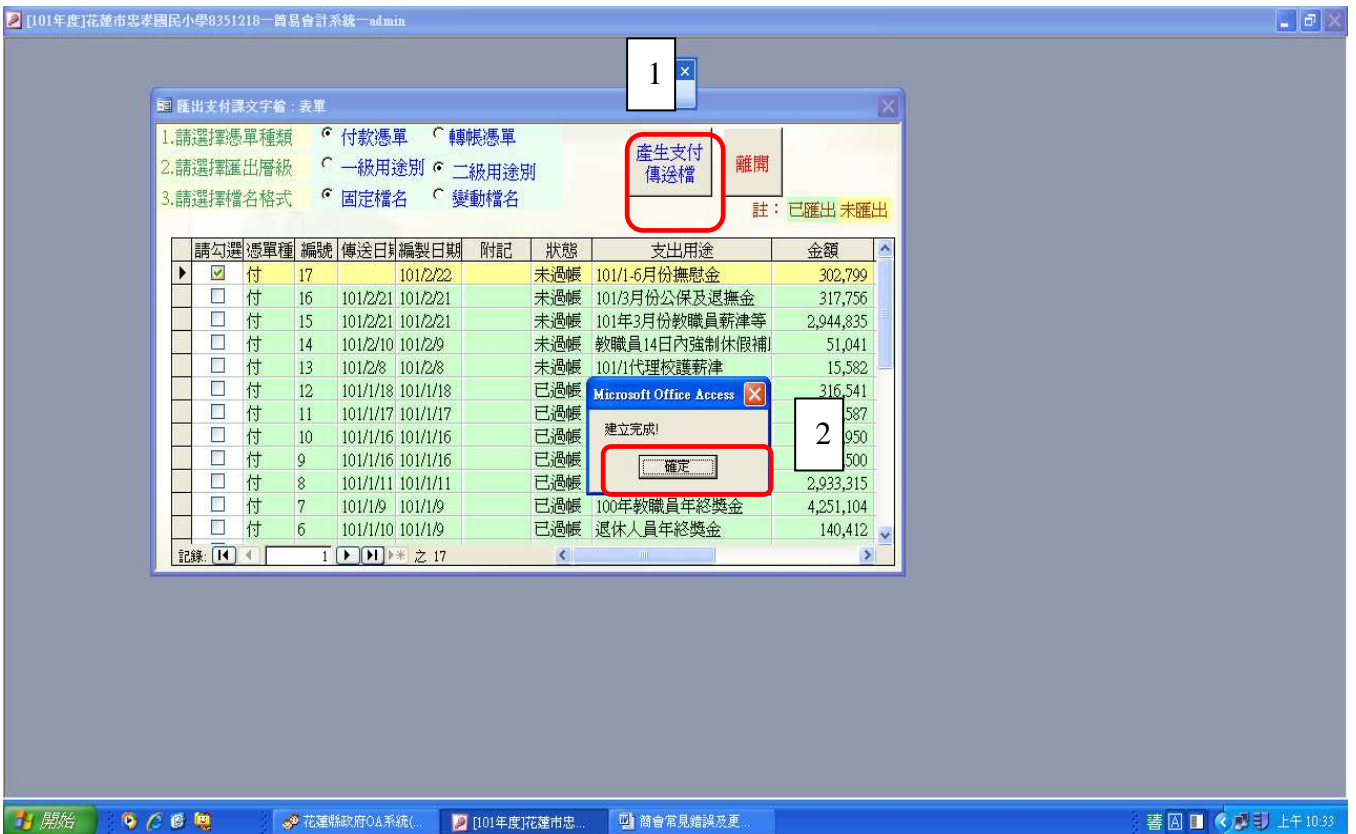 [101年度]花蓮市忠孝國民小學8351218—簡易會計系統—admin
1
匯出支付課文字檔 : 表單
1.請選擇憑單種類 付款憑單 轉帳憑單
2.請選擇匯出層級 一級用途別 二級用途別
3.請選擇檔名格式 固定檔名 變動檔名
產生支付
傳送檔
離開
註： 已匯出 未匯出
請勾選 憑單種 編號 傳送日期 編製日期 附記 狀態 支出用途 金額
付 17 101/2/22 未過帳 101/1-6月份撫慰金 302,799
付 16 101/2/21 101/2/21 未過帳 101/3月份公保及退撫金 317,756
付 15 101/2/21 101/2/21 未過帳 101年3月份教職員薪津等 2,944,835
付 14 101/2/10 101/2/9 未過帳 教職員14日內強制休假補 51,041
付 13 101/2/8 101/2/8 未過帳 101/1代理校護薪津 15,582
付 12 101/1/18 101/1/18 已過帳 316,541
付 11 101/1/17 101/1/17 已過帳 587
付 10 101/1/16 101/1/16 已過帳 950
付 9 101/1/16 101/1/16 已過帳 500
付 8 101/1/11 101/1/11 已過帳 2,933,315
付 7 101/1/9 101/1/9 已過帳 100年教職員年終獎金 4,251,104
付 6 101/1/10 101/1/9 已過帳 退休人員年終獎金 140,412
Microsoft Office Access
建立完成!
確定
2
記錄: 1 之 17
開始 花蓮縣政府OA系統(... [101年度]花蓮市忠... 簡會常見錯誤及更... 上午 10:33